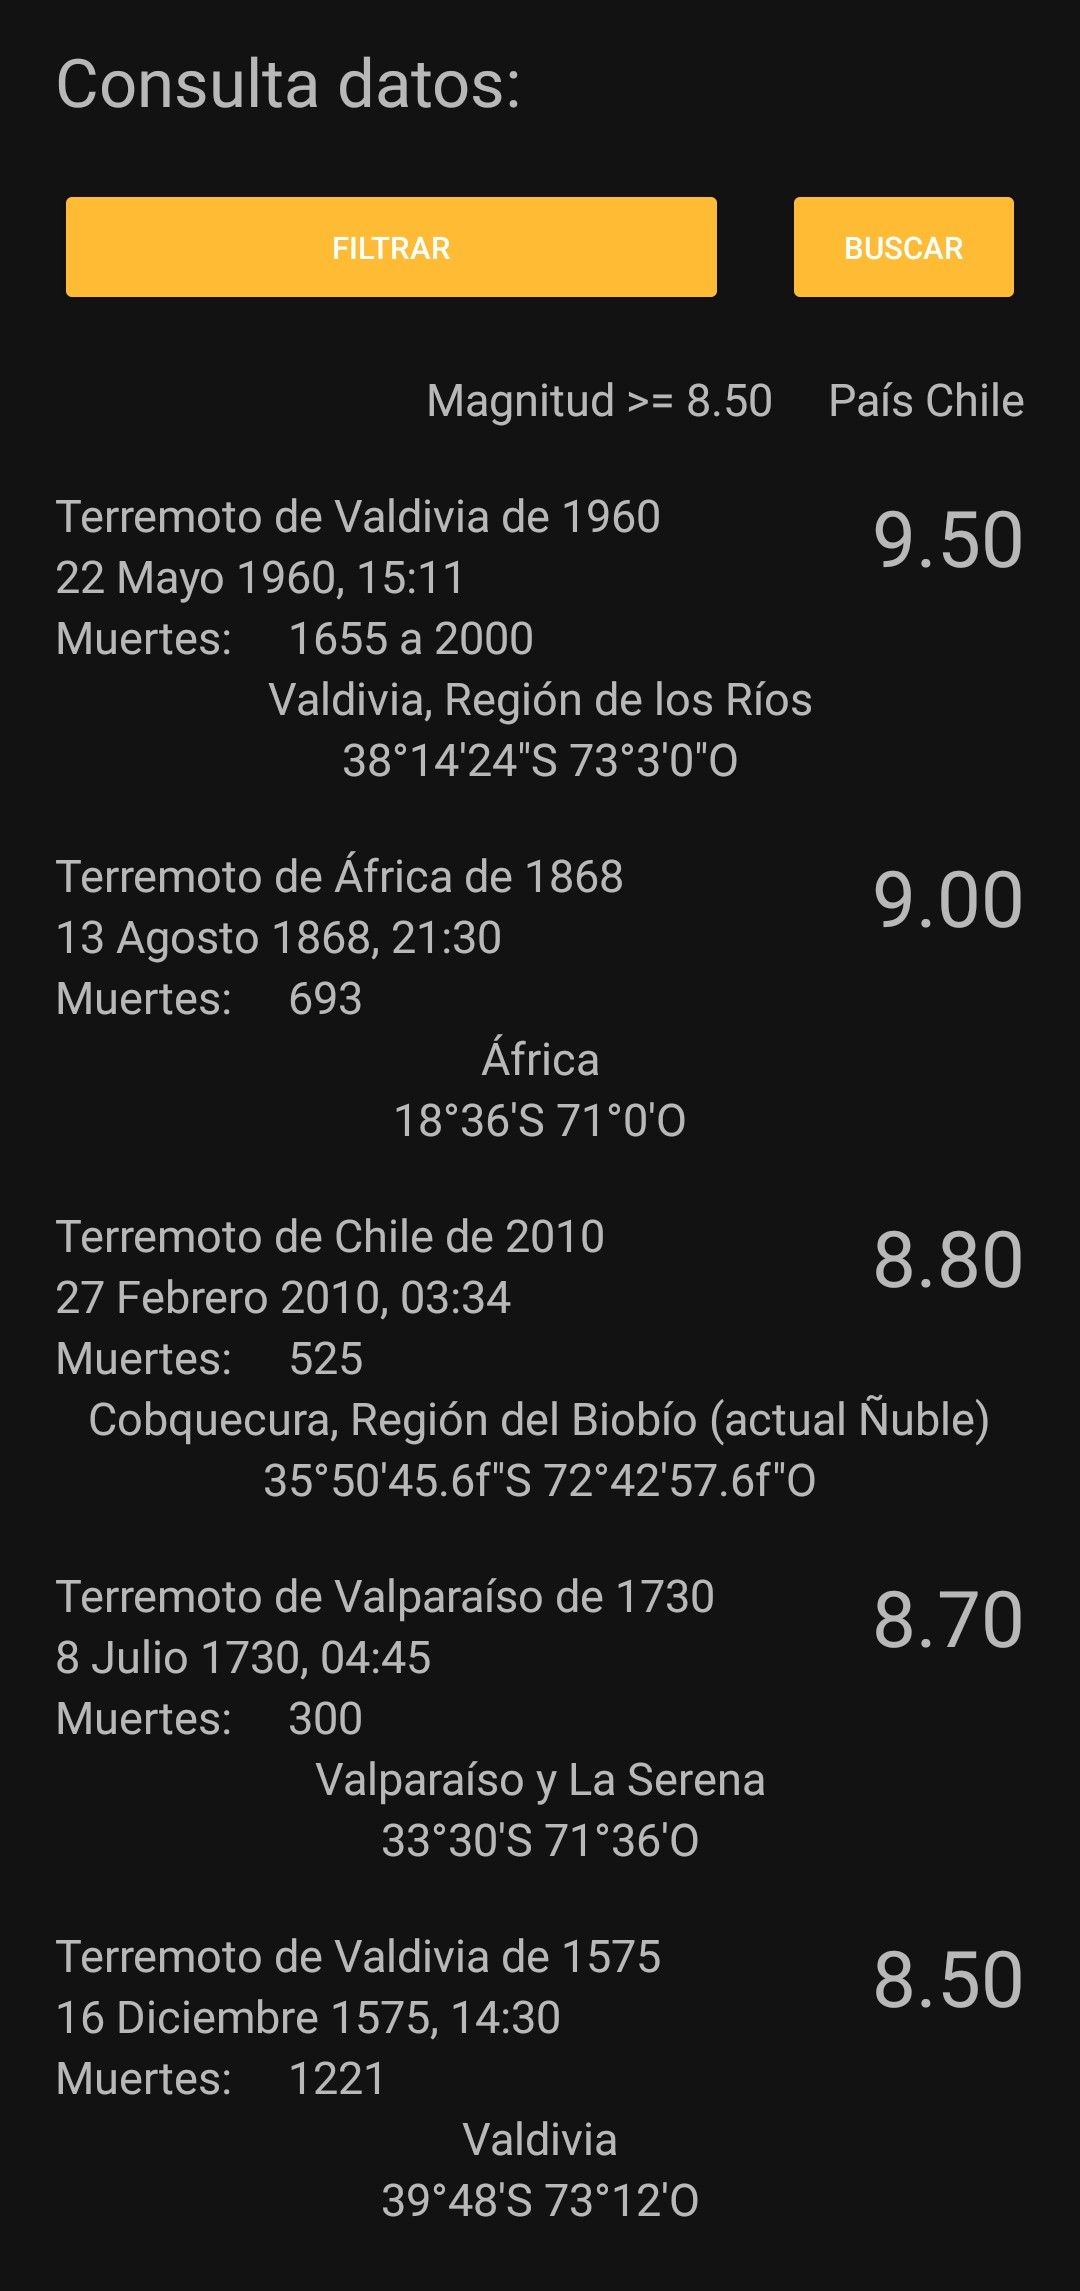 Consulta datos:
FILTRAR BUSCAR
Magnitud >= 8.50 País Chile
Terremoto de Valdivia de 1960
9.50
22 Mayo 1960, 15:11
Muertes: 1655 a 2000
Valdivia, Región de los Ríos
38°14'24"S 73°3'0"O
Terremoto de África de 1868
9.00
13 Agosto 1868, 21:30
Muertes: 693
África
18°36'S 71°0'O
Terremoto de Chile de 2010
8.80
27 Febrero 2010, 03:34
Muertes: 525
Cobquecura, Región del Biobío (actual Ñuble)
35°50'45.6f"S 72°42'57.6f"O
Terremoto de Valparaíso de 1730
8.70
8 Julio 1730, 04:45
Muertes: 300
Valparaíso y La Serena
33°30'S 71°36'O
Terremoto de Valdivia de 1575
8.50
16 Diciembre 1575, 14:30
Muertes: 1221
Valdivia
39°48'S 73°12'O